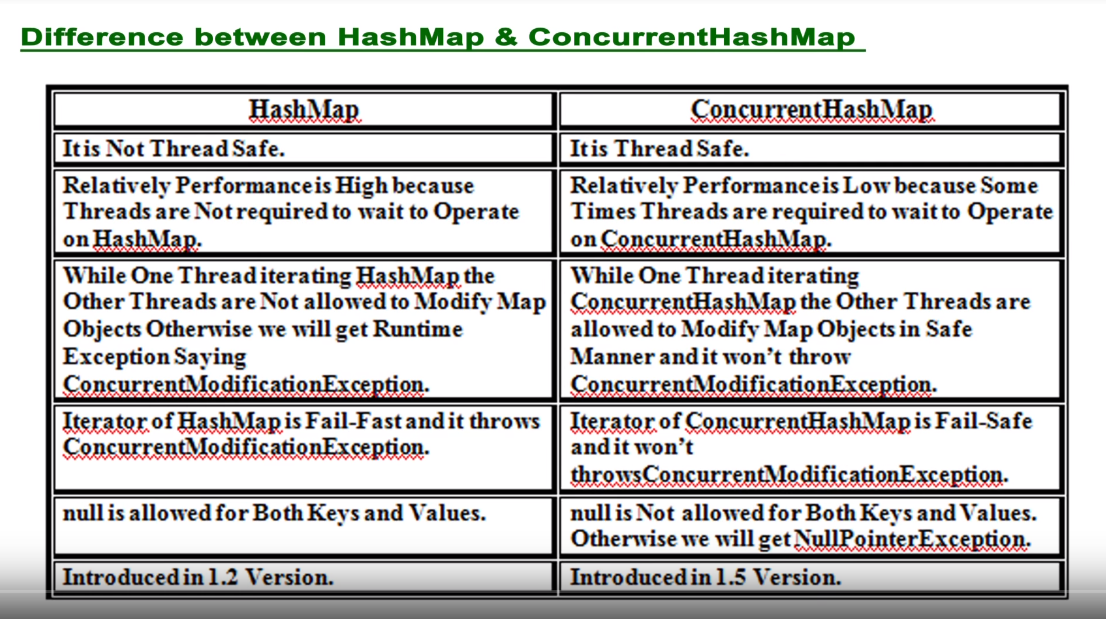 Difference between HashMap & ConcurrentHashMap
HashMap
ConcurrentHashMap
It is Not Thread Safe.
It is Thread Safe.
Relatively Performance is High because
Threads are Not required to wait to Operate
on HashMap.
Relatively Performance is Low because Some
Times Threads are required to wait to Operate
on ConcurrentHashMap.
While One Thread iterating HashMap the
Other Threads are Not allowed to Modify Map
Objects Otherwise we will get Runtime
Exception Saying
ConcurrentModificationException.
While One Thread iterating
ConcurrentHashMap the Other Threads are
allowed to Modify Map Objects in Safe
Manner and it won’t throw
ConcurrentModificationException.
Iterator of HashMap is Fail-Fast and it throws
ConcurrentModificationException.
Iterator of ConcurrentHashMap is Fail-Safe
and it won’t
throwsConcurrentModificationException.
null is allowed for Both Keys and Values.
null is Not allowed for Both Keys and Values.
Otherwise we will get NullPointerException.
Introduced in 1.2 Version.
Introduced in 1.5 Version.